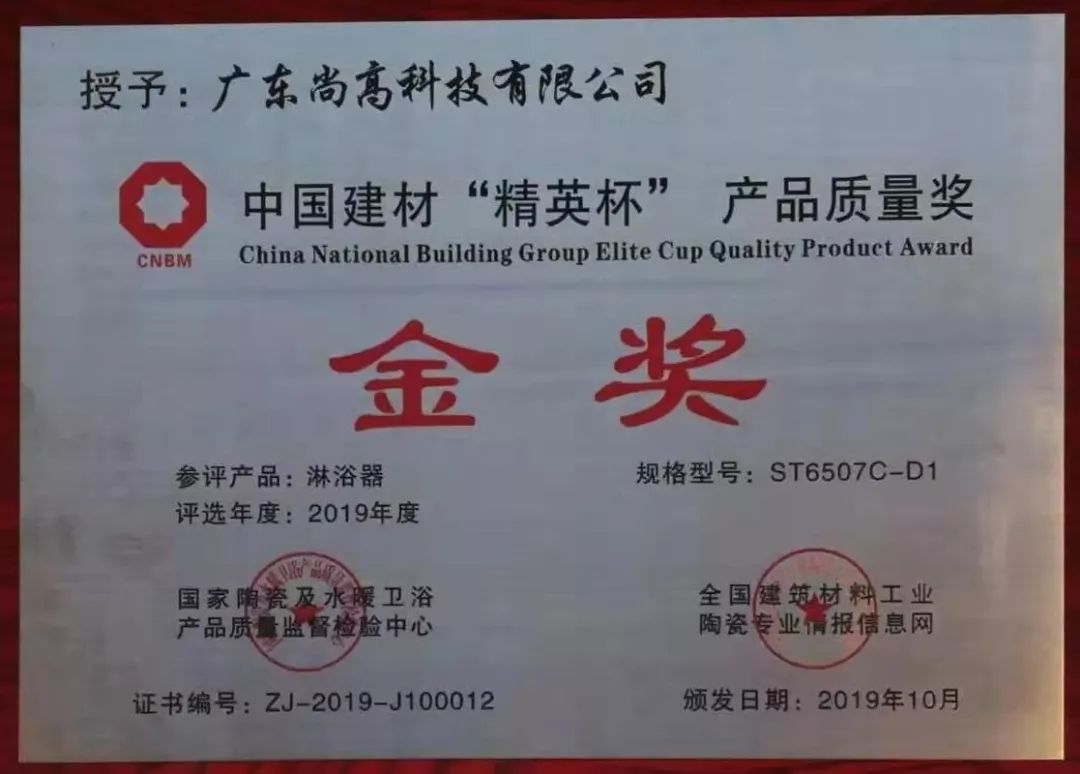 授予：广东尚高科技有限公司
CNBM
中国建材“精英杯” 产品质量奖
China National Building Group Elite Cup Quality Product Award
金奖
参评产品：淋浴器
规格型号：ST6507C-D1
评选年度：2019年度
国家陶瓷及水暖卫浴
产品质量监督检验中心
全国建筑材料工业
陶瓷专业情报信息网
证书编号：ZJ-2019-J100012
颁发日期：2019年10月